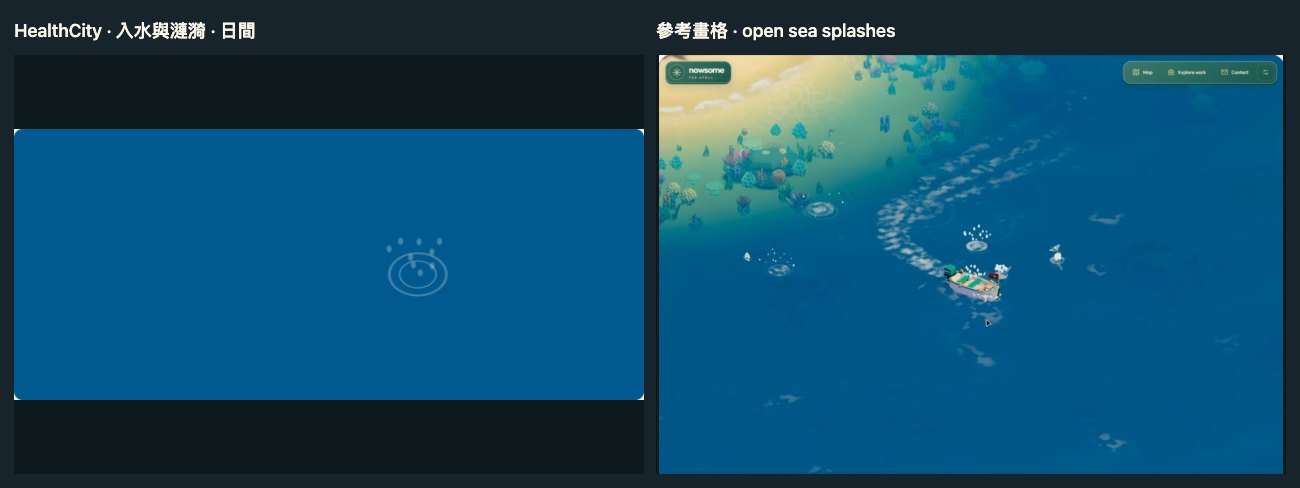 HealthCity · 入水與漣漪 · 日間
參考畫格 · open sea splashes
nowsome
THE ATOLL
Map
Explore work
Contact